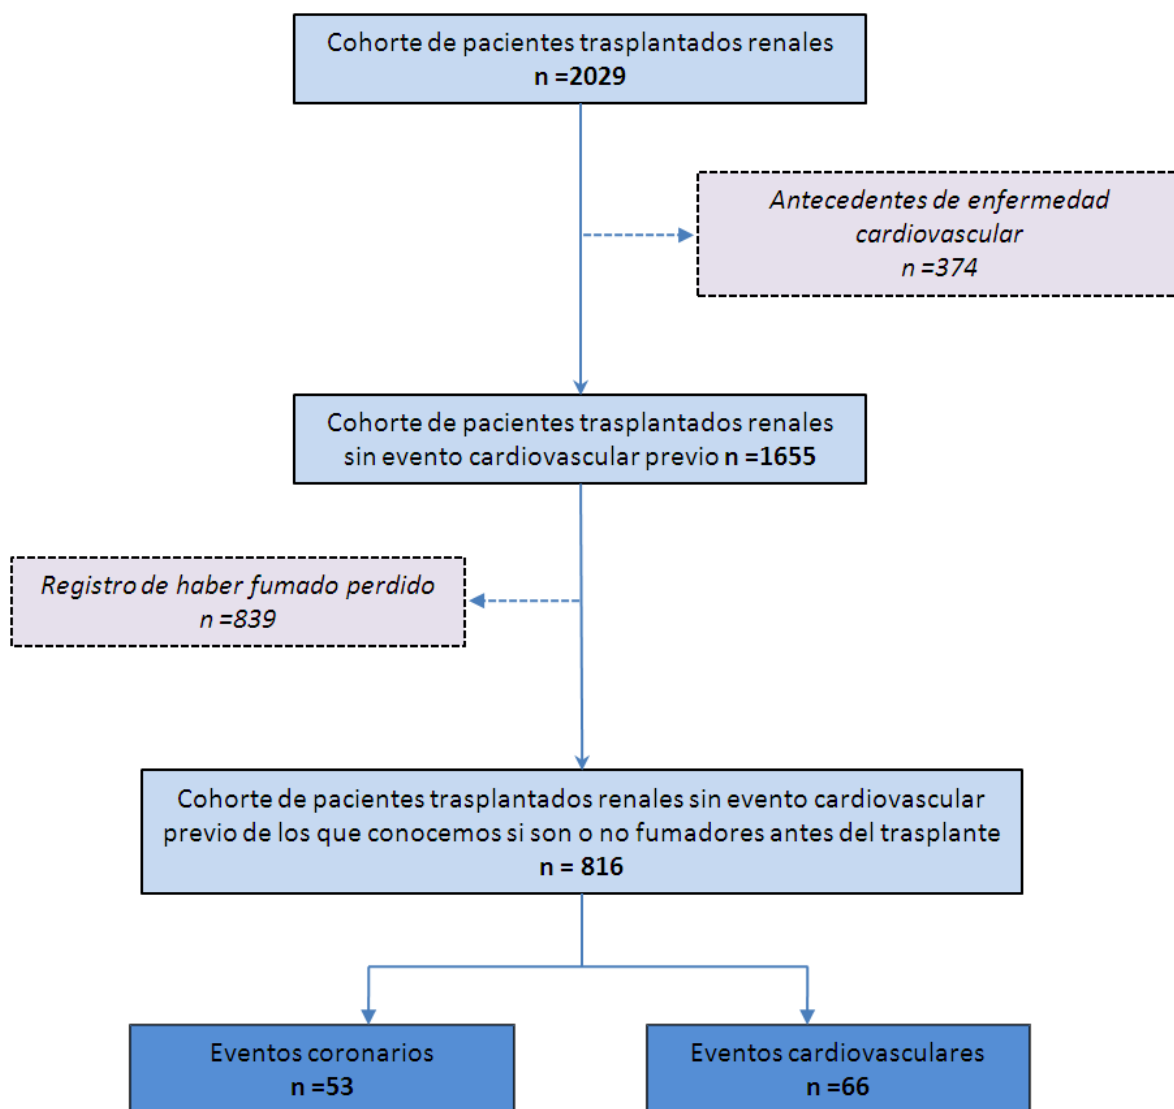 Cohorte de pacientes trasplantados renales
n =2029
Antecedentes de enfermedad
cardiovascular
n =374
Cohorte de pacientes trasplantados renales
sin evento cardiovascular previo n =1655
Registro de haber fumado perdido
n =839
Cohorte de pacientes trasplantados renales sin evento cardiovascular
previo de los que conocemos si son o no fumadores antes del trasplante
n = 816
Eventos coronarios
n =53
Eventos cardiovasculares
n =66